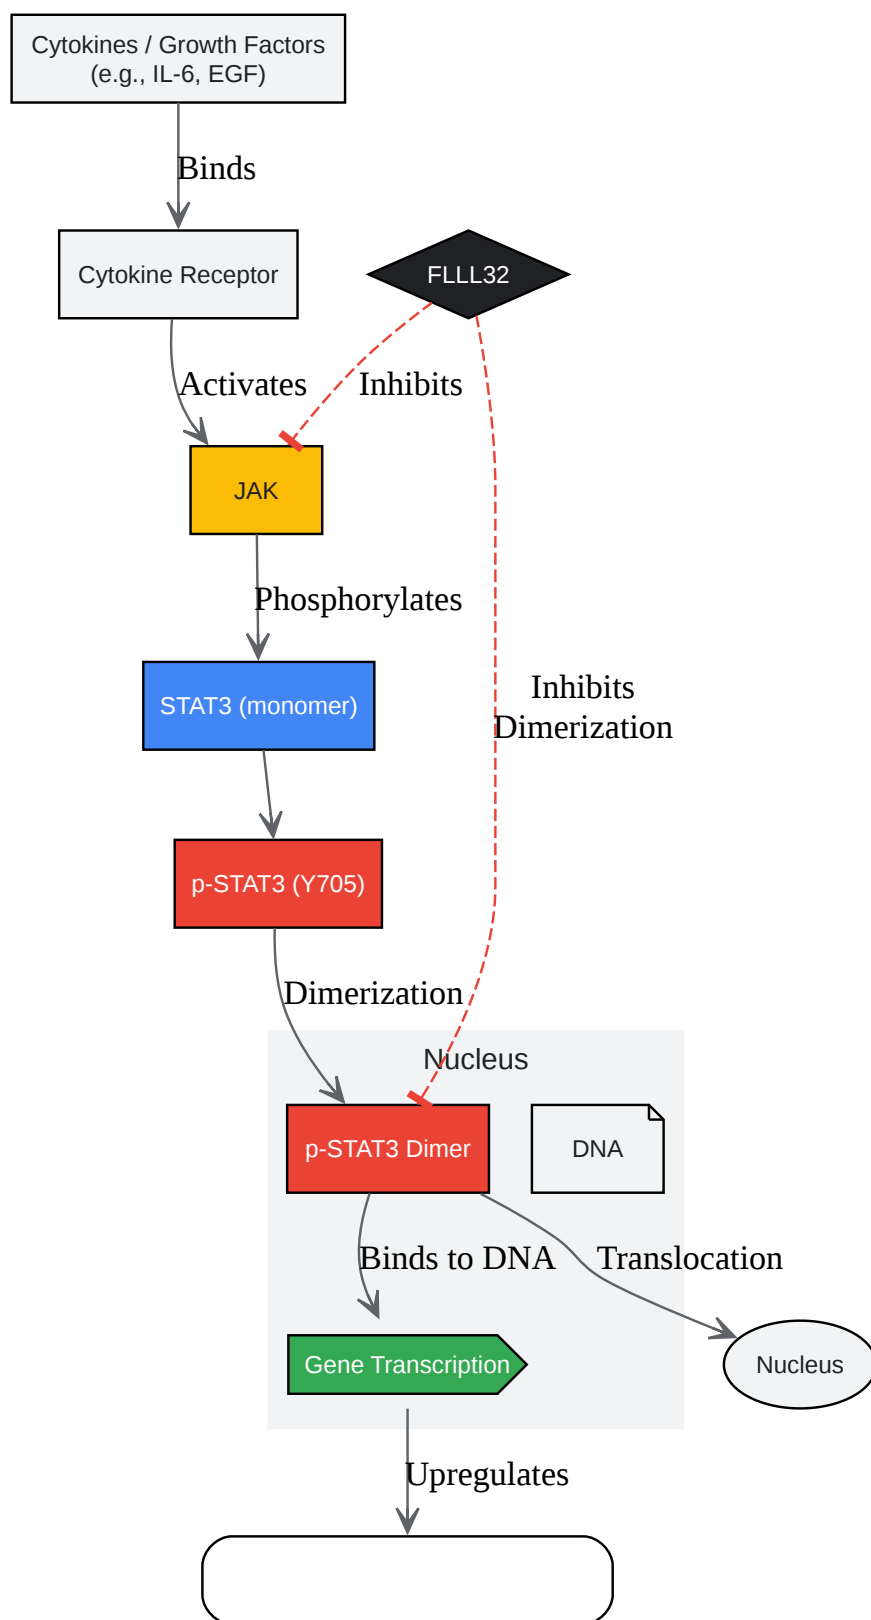 Cytokines / Growth Factors
(e.g., IL-6, EGF)
Binds
Cytokine Receptor
FLLL32
Activates
Inhibits
JAK
Phosphorylates
STAT3 (monomer)
Inhibits
Dimerization
p-STAT3 (Y705)
Dimerization
Nucleus
p-STAT3 Dimer
DNA
Binds to DNA
Translocation
Gene Transcription
Nucleus
Upregulates